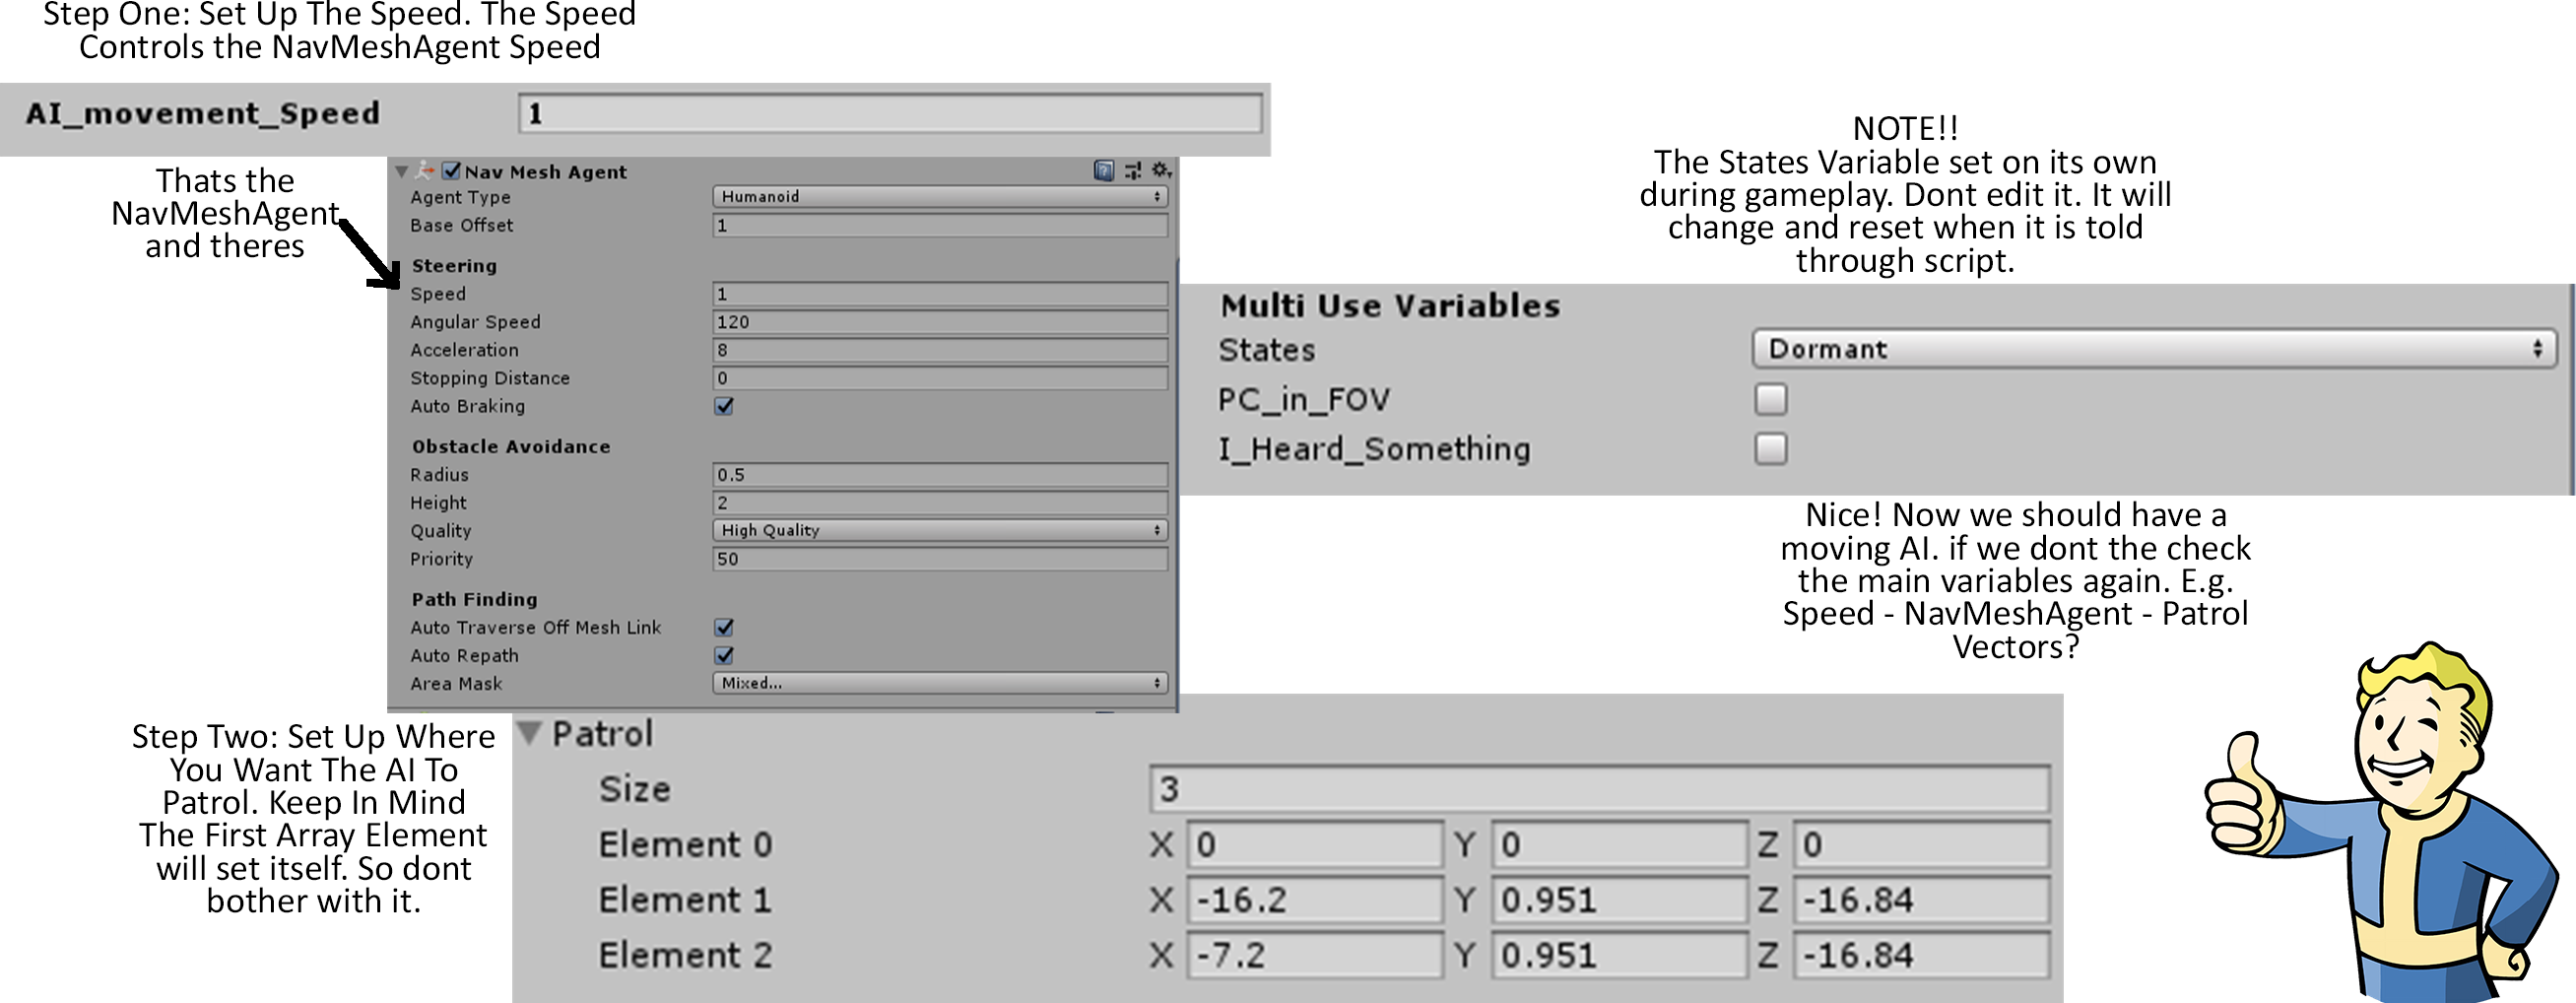 Step One: Set Up The Speed. The Speed
Controls the NavMeshAgent Speed
AI_movement_Speed 1
Thats the
NavMeshAgent
and theres
Nav Mesh Agent
Agent Type Humanoid
Base Offset 1
Steering
Speed 1
Angular Speed 120
Acceleration 8
Stopping Distance 0
Auto Braking
Obstacle Avoidance
Radius 0.5
Height 2
Quality High Quality
Priority 50
Path Finding
Auto Traverse Off Mesh Link
Auto Repath
Area Mask Mixed...
NOTE!!
The States Variable set on its own
during gameplay. Dont edit it. It will
change and reset when it is told
through script.
Multi Use Variables
States Dormant
PC_in_FOV
I_Heard_Something
Nice! Now we should have a
moving AI. if we dont the check
the main variables again. E.g.
Speed - NavMeshAgent - Patrol
Vectors?
Step Two: Set Up Where
You Want The AI To
Patrol. Keep In Mind
The First Array Element
will set itself. So dont
bother with it.
Patrol
Size 3
Element 0 X 0 Y 0 Z 0
Element 1 X -16.2 Y 0.951 Z -16.84
Element 2 X -7.2 Y 0.951 Z -16.84